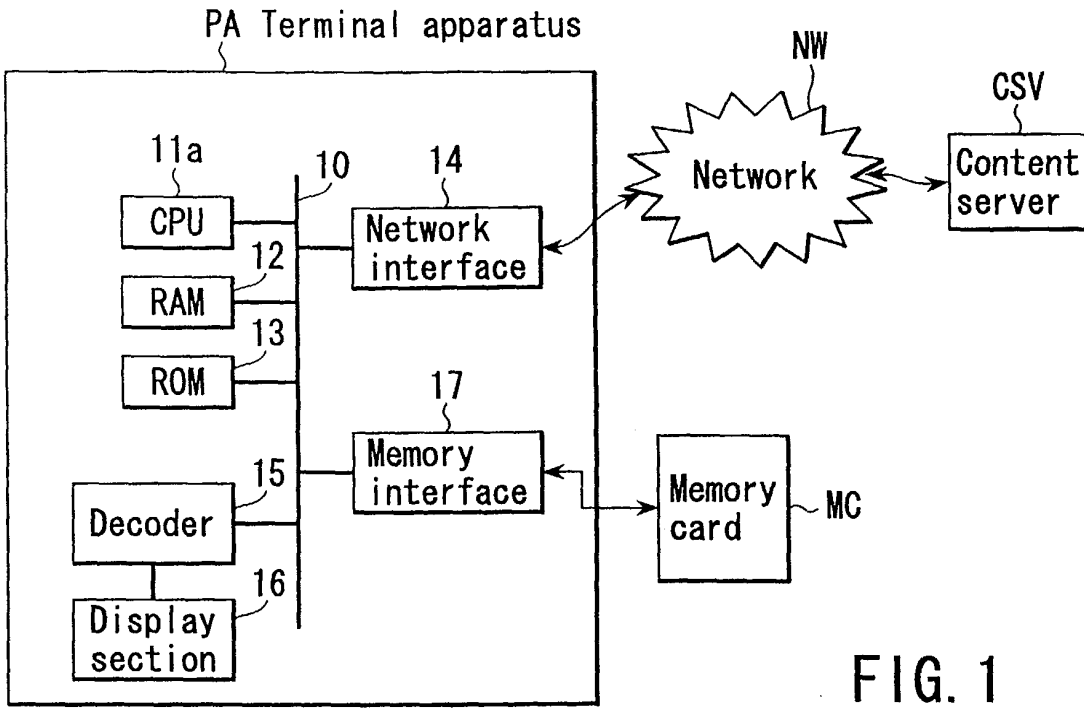 PA Terminal apparatus
NW
CSV
11a
10
14
CPU
Network
interface
Network
Content
server
12
RAM
13
ROM
17
Memory
interface
15
Decoder
Memory
card
MC
16
Display
section
FIG. 1